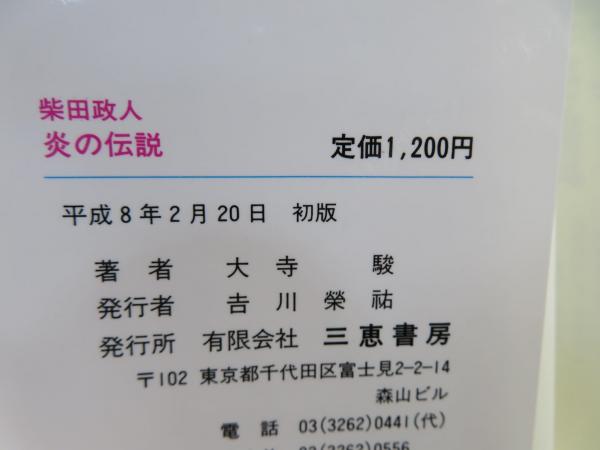 柴田政人
炎の伝説
定価1,200円
平成8年2月20日 初版
著者 大寺 駿
発行者 吉川榮祐
発行所 有限会社 三恵書房
〒102 東京都千代田区富士見2-2-14
森山ビル
電話 03(3262)0441(代)
03(3263)0556